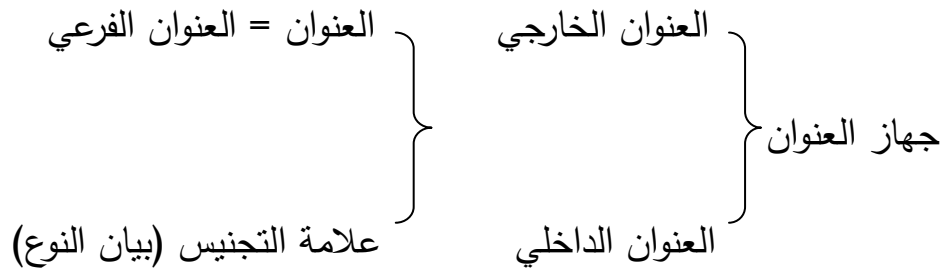 العنوان الخارجي
العنوان = العنوان الفرعي
جهاز العنوان
العنوان الداخلي
علامة التجنيس (بيان النوع)